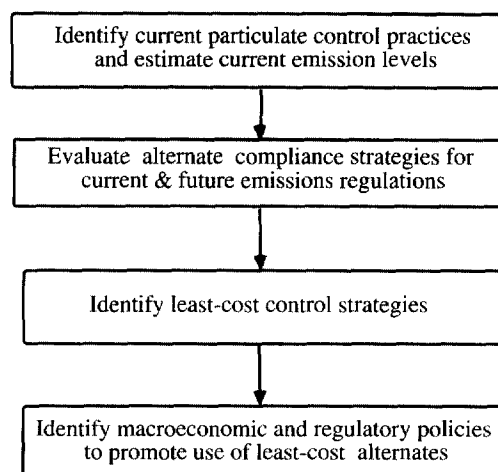 Identify current particulate control practices
and estimate current emission levels
Evaluate alternate compliance strategies for
current & future emissions regulations
Identify least-cost control strategies
Identify macroeconomic and regulatory policies
to promote use of least-cost alternates